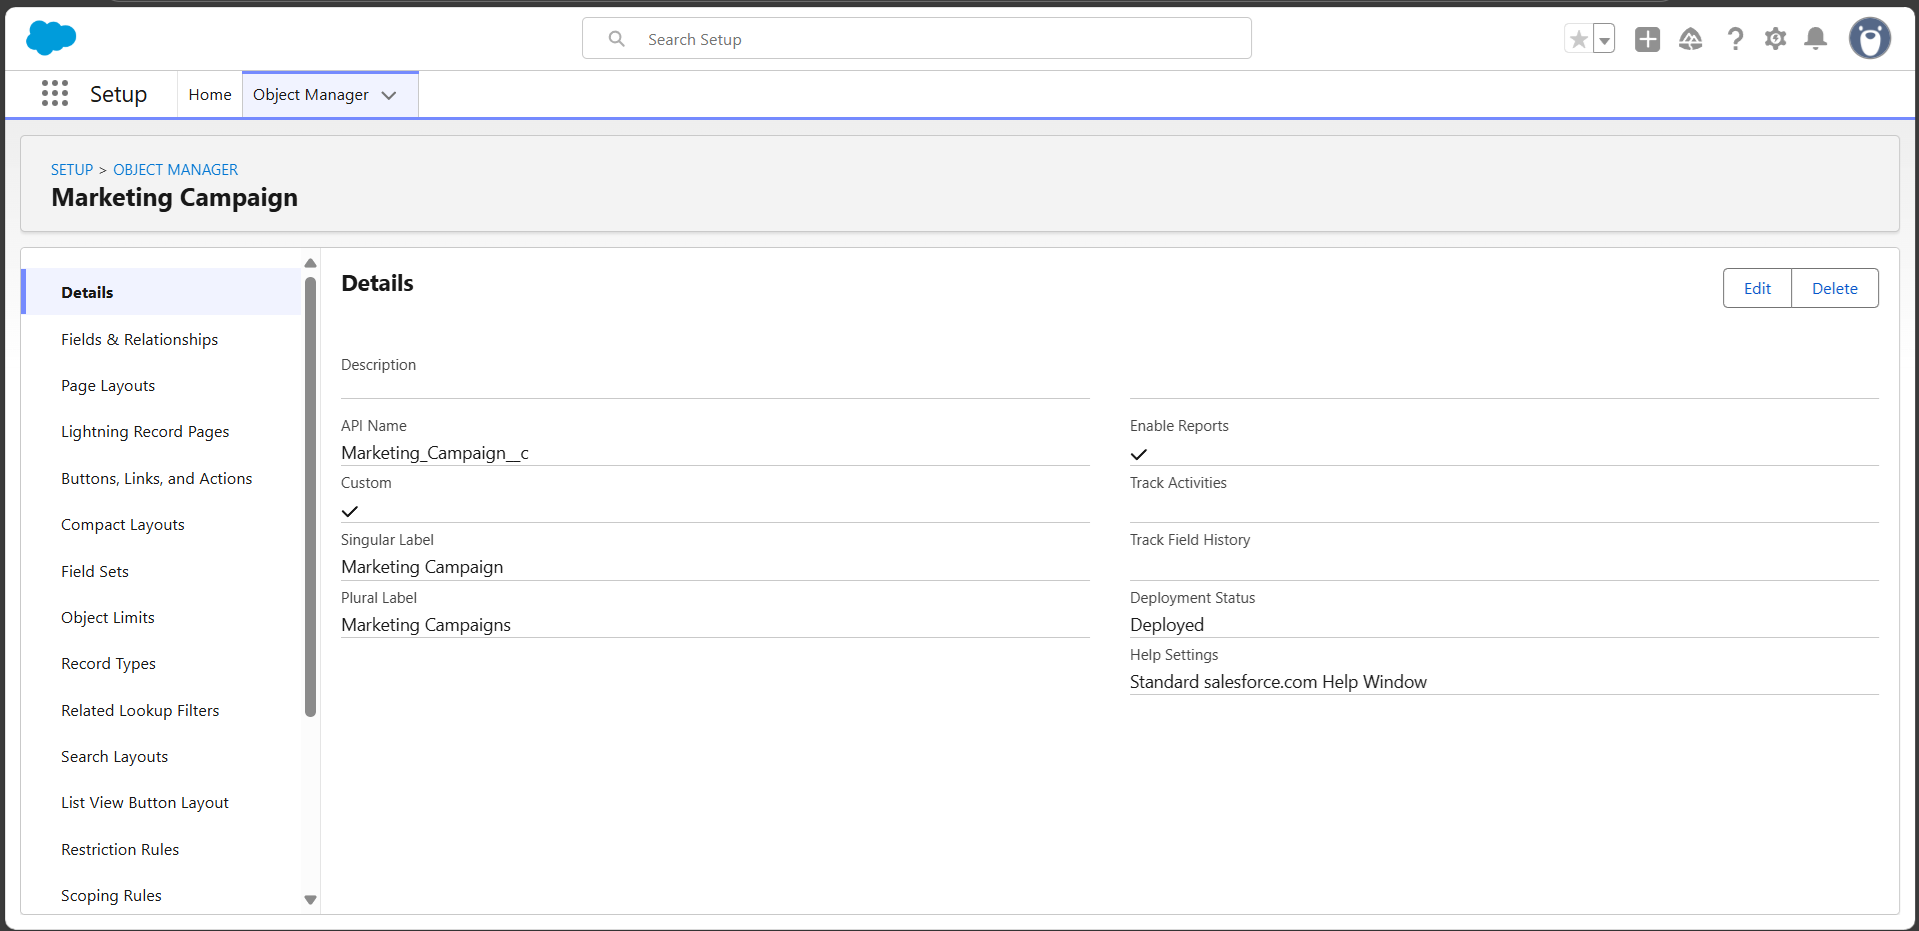 Search Setup
Setup
Home
Object Manager
SETUP > OBJECT MANAGER
Marketing Campaign
Details
Fields & Relationships
Page Layouts
Lightning Record Pages
Buttons, Links, and Actions
Compact Layouts
Field Sets
Object Limits
Record Types
Related Lookup Filters
Search Layouts
List View Button Layout
Restriction Rules
Scoping Rules
Details
Edit
Delete
Description
API Name
Marketing_Campaign__c
Custom
Singular Label
Marketing Campaign
Plural Label
Marketing Campaigns
Enable Reports
Track Activities
Track Field History
Deployment Status
Deployed
Help Settings
Standard salesforce.com Help Window